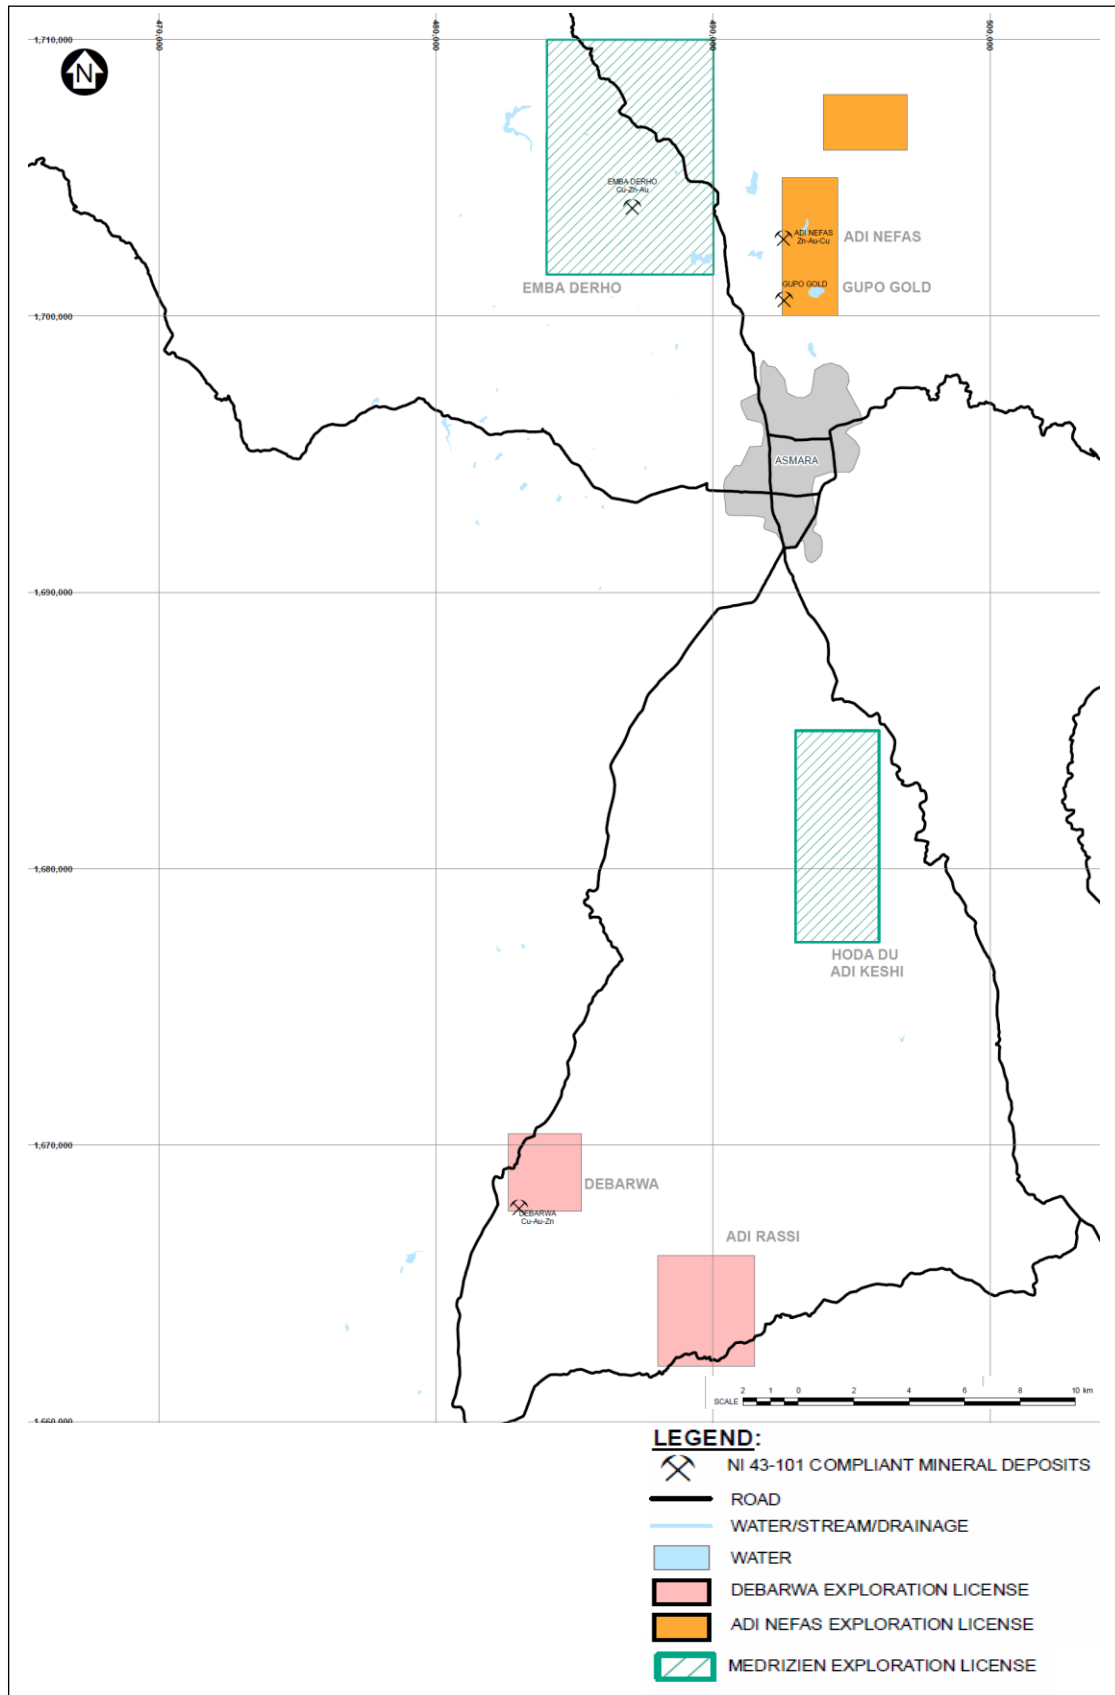 470,000
480,000
490,000
500,000
1,710,000
N
EMBA DERHO
Cu-Zn-Au
ADI NEFAS
Zn-Au-Cu
ADI NEFAS
EMBA DERHO
GUPO GOLD
GUPO GOLD
1,700,000
ASMARA
1,690,000
1,680,000
HODA DU
ADI KESHI
1,670,000
DEBARWA
DEBARWA
Cu-Au-Zn
ADI RASSI
SCALE
2 1 0 2 4 6 8 10 km
1,660,000
LEGEND:
NI 43-101 COMPLIANT MINERAL DEPOSITS
ROAD
WATER/STREAM/DRAINAGE
WATER
DEBARWA EXPLORATION LICENSE
ADI NEFAS EXPLORATION LICENSE
MEDRIZIEN EXPLORATION LICENSE